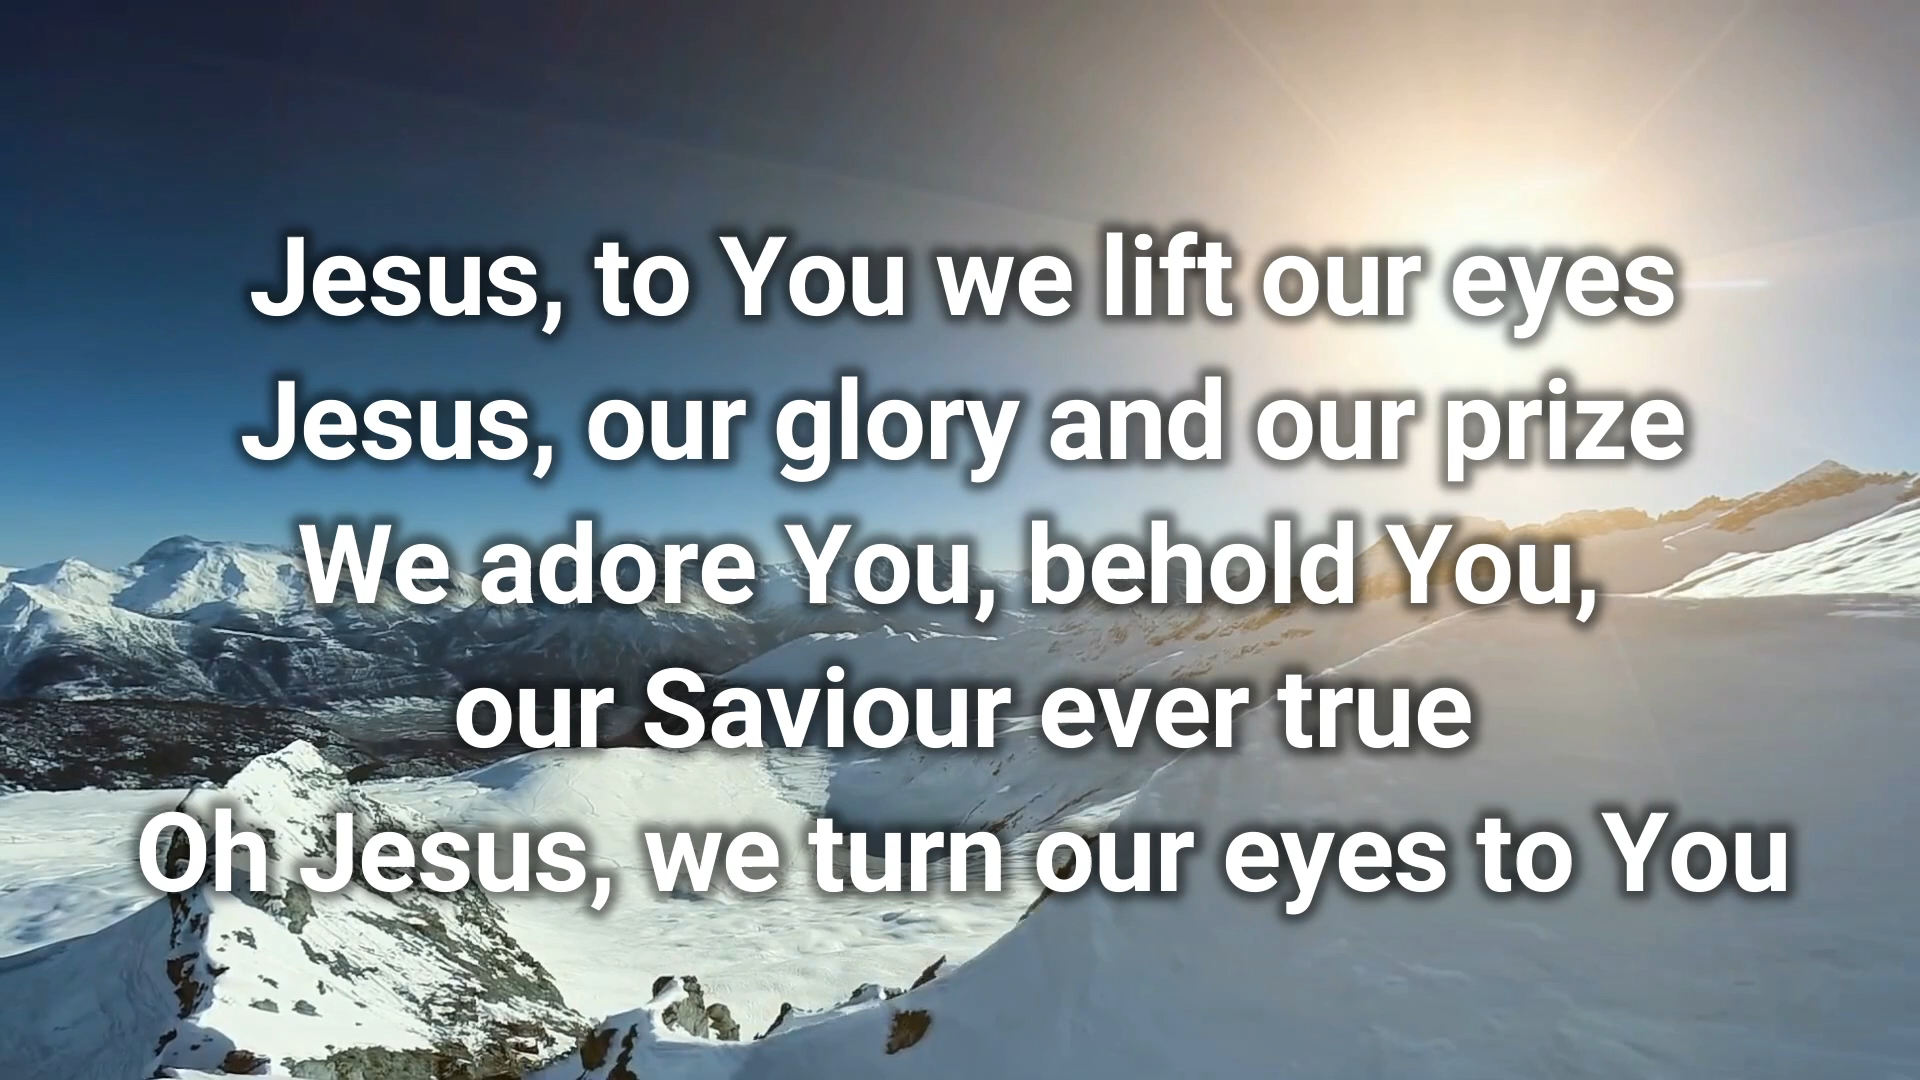 Jesus, to You we lift our eyes
Jesus, our glory and our prize
We adore You, behold You,
our Saviour ever true
Oh Jesus, we turn our eyes to You